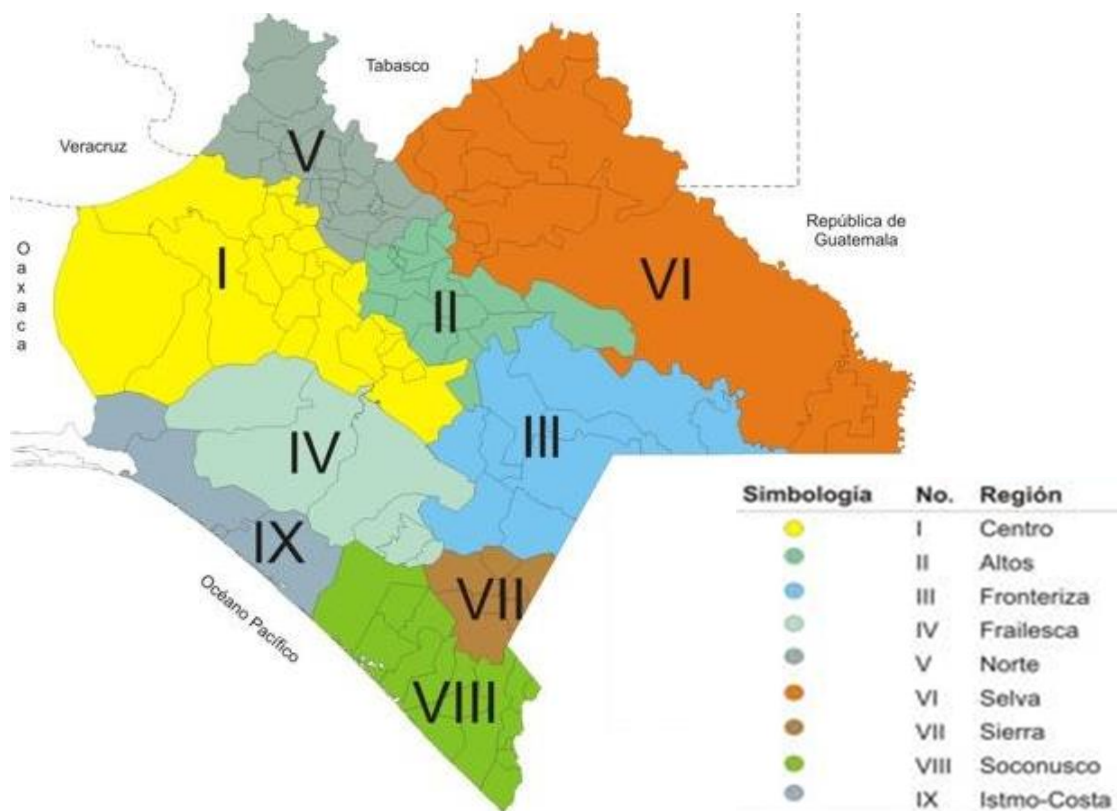 Tabasco
Veracruz
V
República de
Guatemala
Oaxaca
I
VI
II
III
IV
IX
Océano Pacífico
VII
VIII
Simbología No. Región
I Centro
II Altos
III Fronteriza
IV Frailesca
V Norte
VI Selva
VII Sierra
VIII Soconusco
IX Istmo-Costa